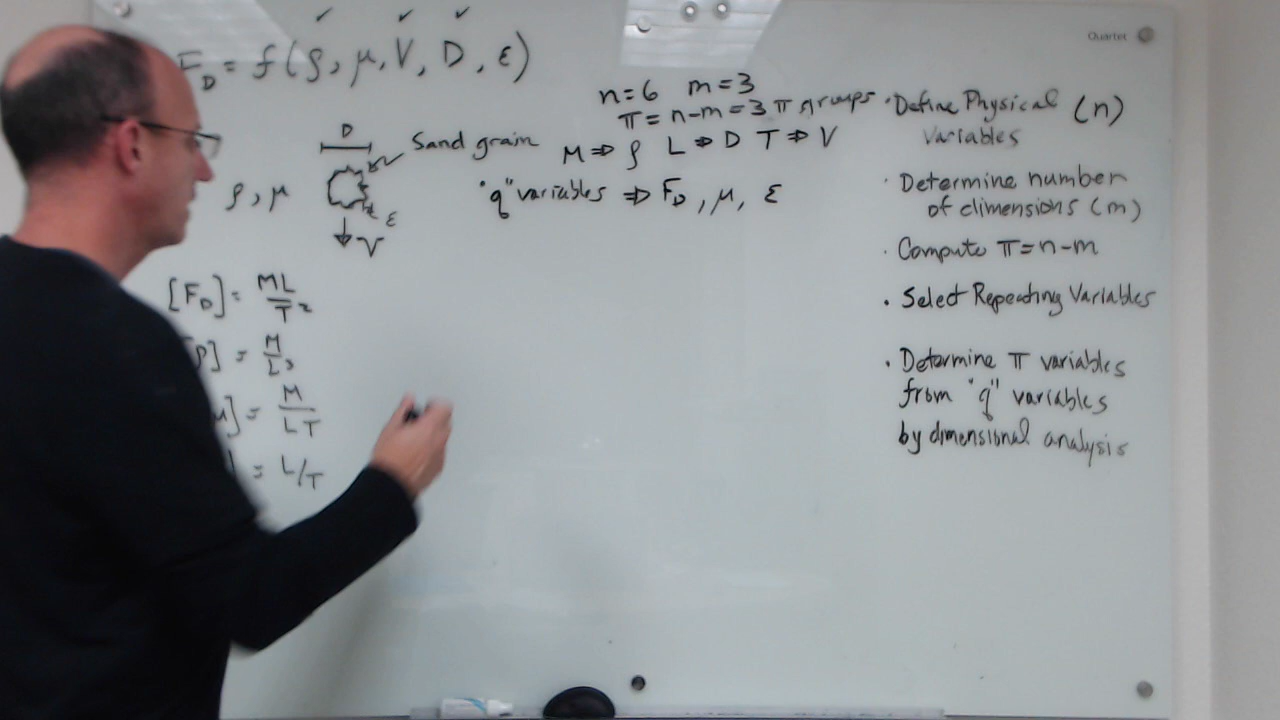 F_D = f(ρ, μ, V, D, ε)
Quartet
n=6 m=3
π = n-m = 3 π groups
M ⇒ ρ L ⇒ D T ⇒ V
"q" variables ⇒ F_D, μ, ε
D
Sand grain
ρ, μ
ε
V
[F_D] = ML/T²
ρ] = M/L³
μ] = M/LT
] = L/T
· Define Physical (n)
Variables
· Determine number
of dimensions (m)
· Compute π=n-m
· Select Repeating Variables
· Determine π variables
from "q" variables
by dimensional analysis